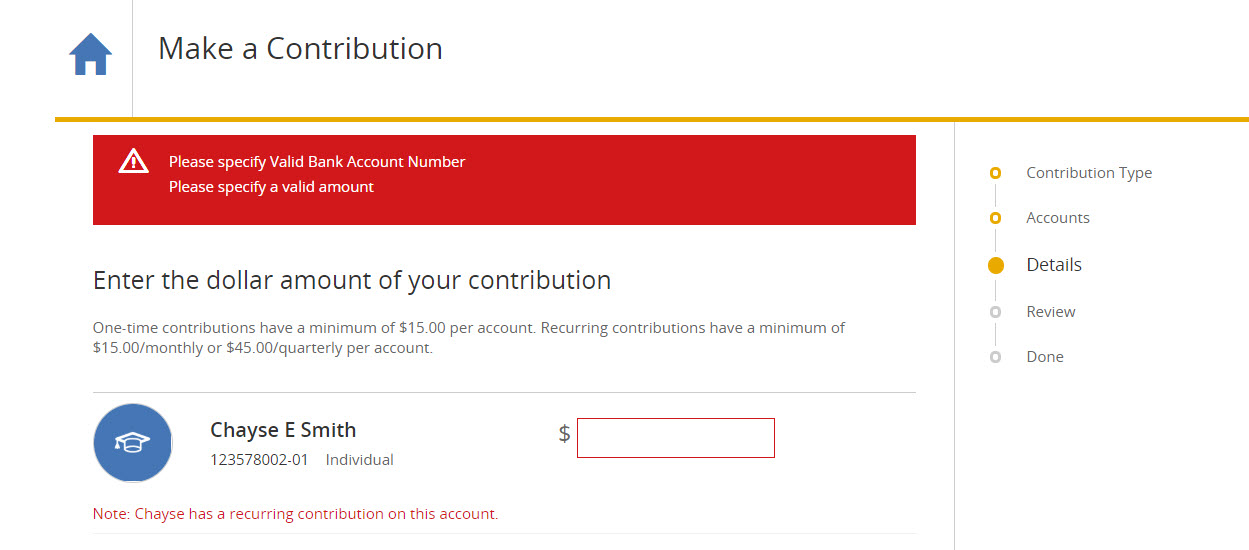 Make a Contribution
Please specify Valid Bank Account Number
Please specify a valid amount
Enter the dollar amount of your contribution
One-time contributions have a minimum of $15.00 per account. Recurring contributions have a minimum of
$15.00/monthly or $45.00/quarterly per account.
Chayse E Smith
$
123578002-01 Individual
Note: Chayse has a recurring contribution on this account.
Contribution Type
Accounts
Details
Review
Done